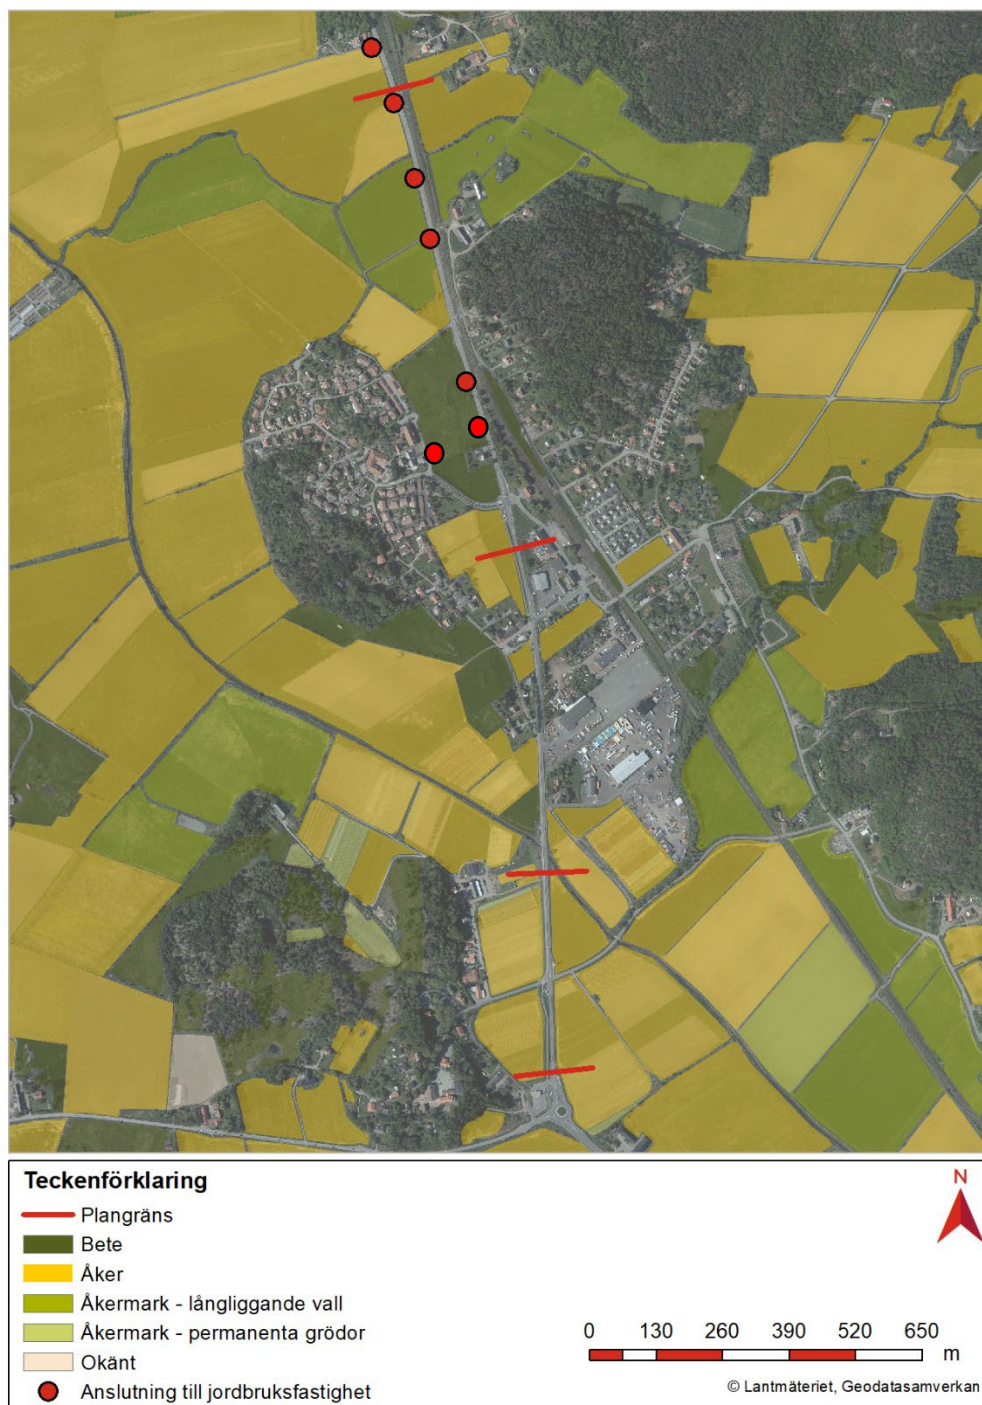 Teckenförklaring
N
Plangräns
Bete
Åker
Åkermark - långliggande vall
Åkermark - permanenta grödor
Okänt
Anslutning till jordbruksfastighet
0 130 260 390 520 650
m
© Lantmäteriet, Geodatasamverkan